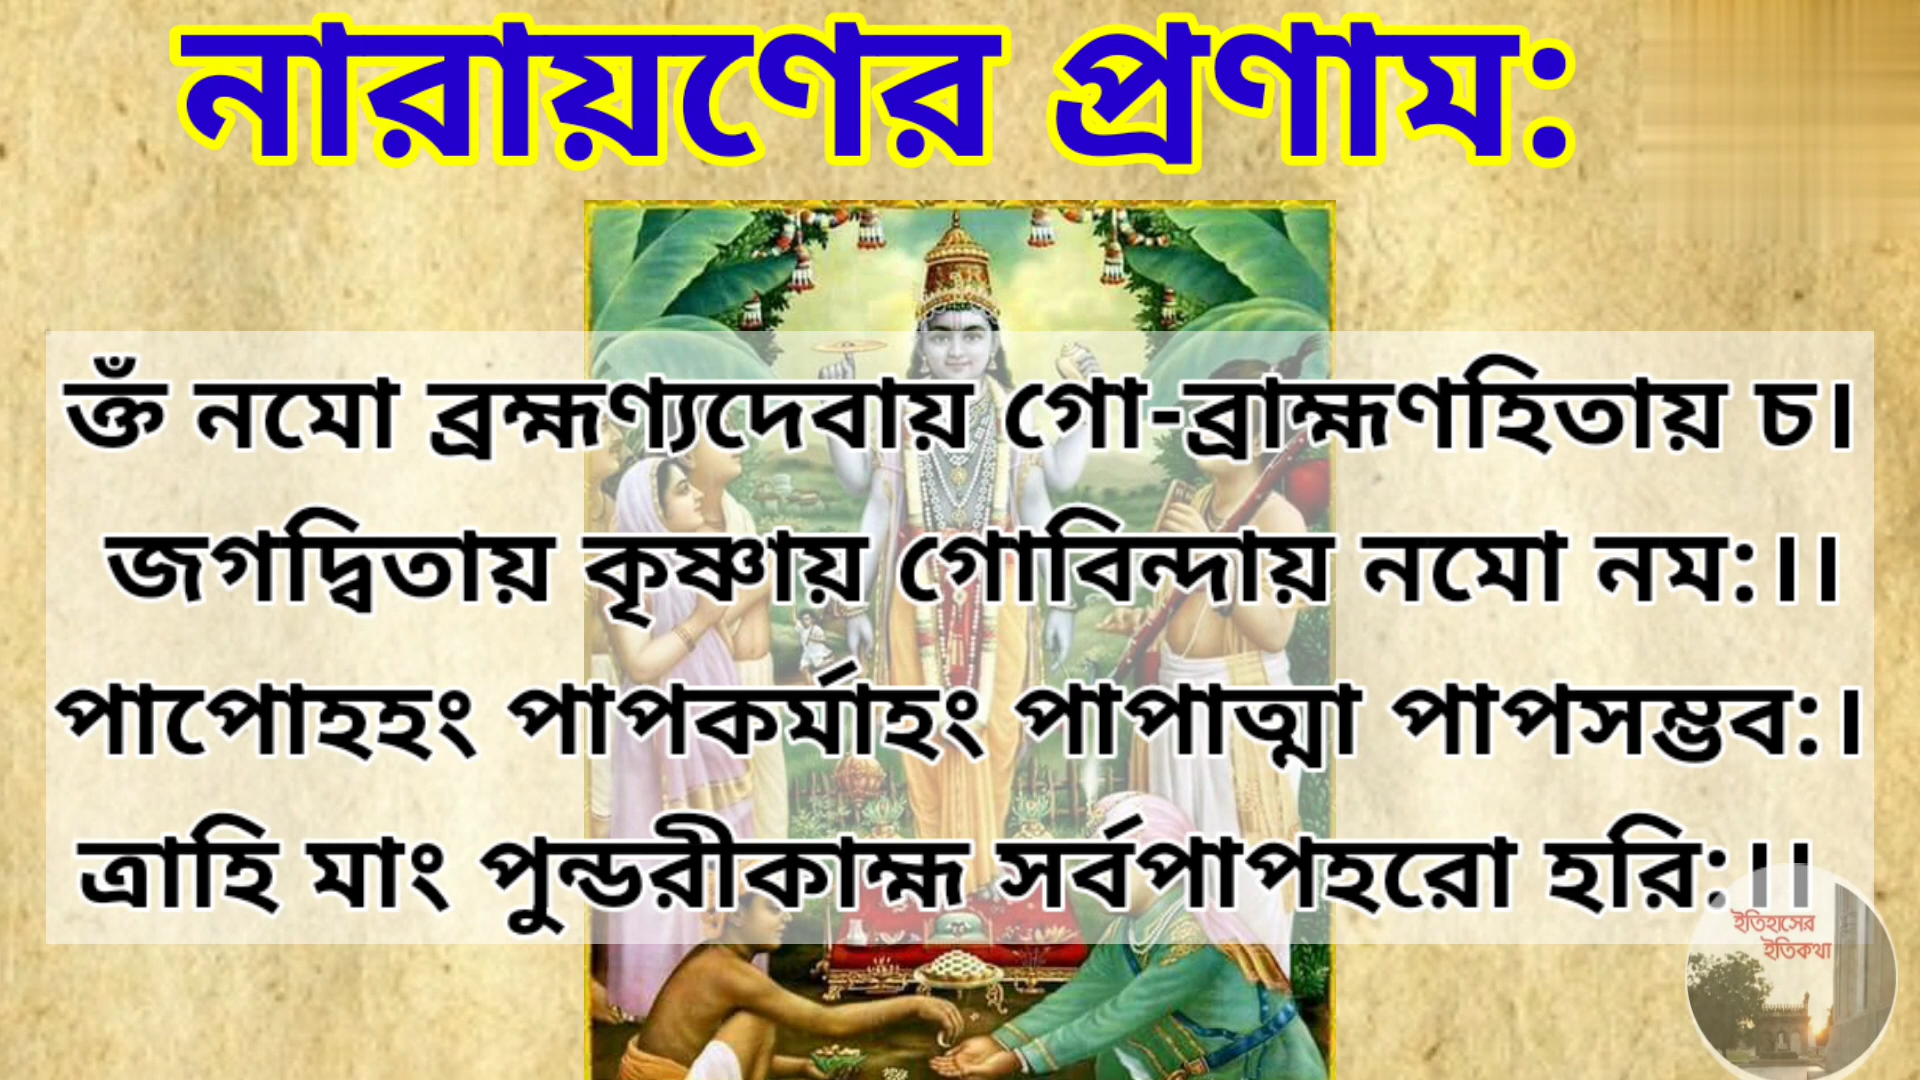 নারায়ণের প্রণাম:
ক্তঁ নমো ব্রহ্মণ্যদেবায় গো-ব্রাহ্মণহিতায় চ।
জগদ্বিতায় কৃষ্ণায় গোবিন্দায় নমো নম:।।
পাপোহহং পাপকর্মাহং পাপাত্মা পাপসম্ভব:।
ত্রাহি মাং পুন্ডরীকাহ্ম সর্বপাপহরো হরি:।।
ইতিহাসের
ইতিকথা